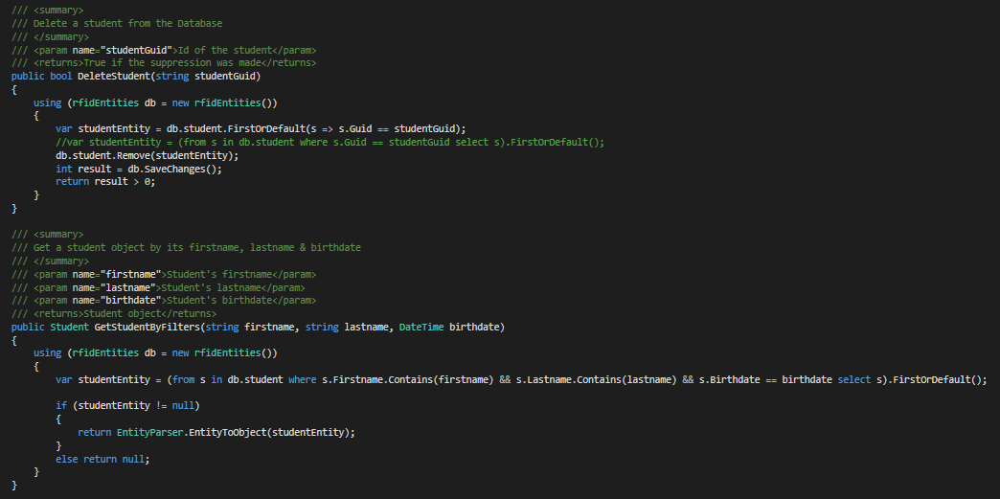 /// <summary>
/// Delete a student from the Database
/// </summary>
/// <param name="studentGuid">Id of the student</param>
/// <returns>True if the suppression was made</returns>
public bool DeleteStudent(string studentGuid)
{
    using (rfidEntities db = new rfidEntities())
    {
        var studentEntity = db.student.FirstOrDefault(s => s.Guid == studentGuid);
        //var studentEntity = (from s in db.student where s.Guid == studentGuid select s).FirstOrDefault();
        db.student.Remove(studentEntity);
        int result = db.SaveChanges();
        return result > 0;
    }
}

/// <summary>
/// Get a student object by its firstname, lastname & birthdate
/// </summary>
/// <param name="firstname">Student's firstname</param>
/// <param name="lastname">Student's lastname</param>
/// <param name="birthdate">Student's birthdate</param>
/// <returns>Student object</returns>
public Student GetStudentByFilters(string firstname, string lastname, DateTime birthdate)
{
    using (rfidEntities db = new rfidEntities())
    {
        var studentEntity = (from s in db.student where s.Firstname.Contains(firstname) && s.Lastname.Contains(lastname) && s.Birthdate == birthdate select s).FirstOrDefault();

        if (studentEntity != null)
        {
            return EntityParser.EntityToObject(studentEntity);
        }
        else return null;
    }
}